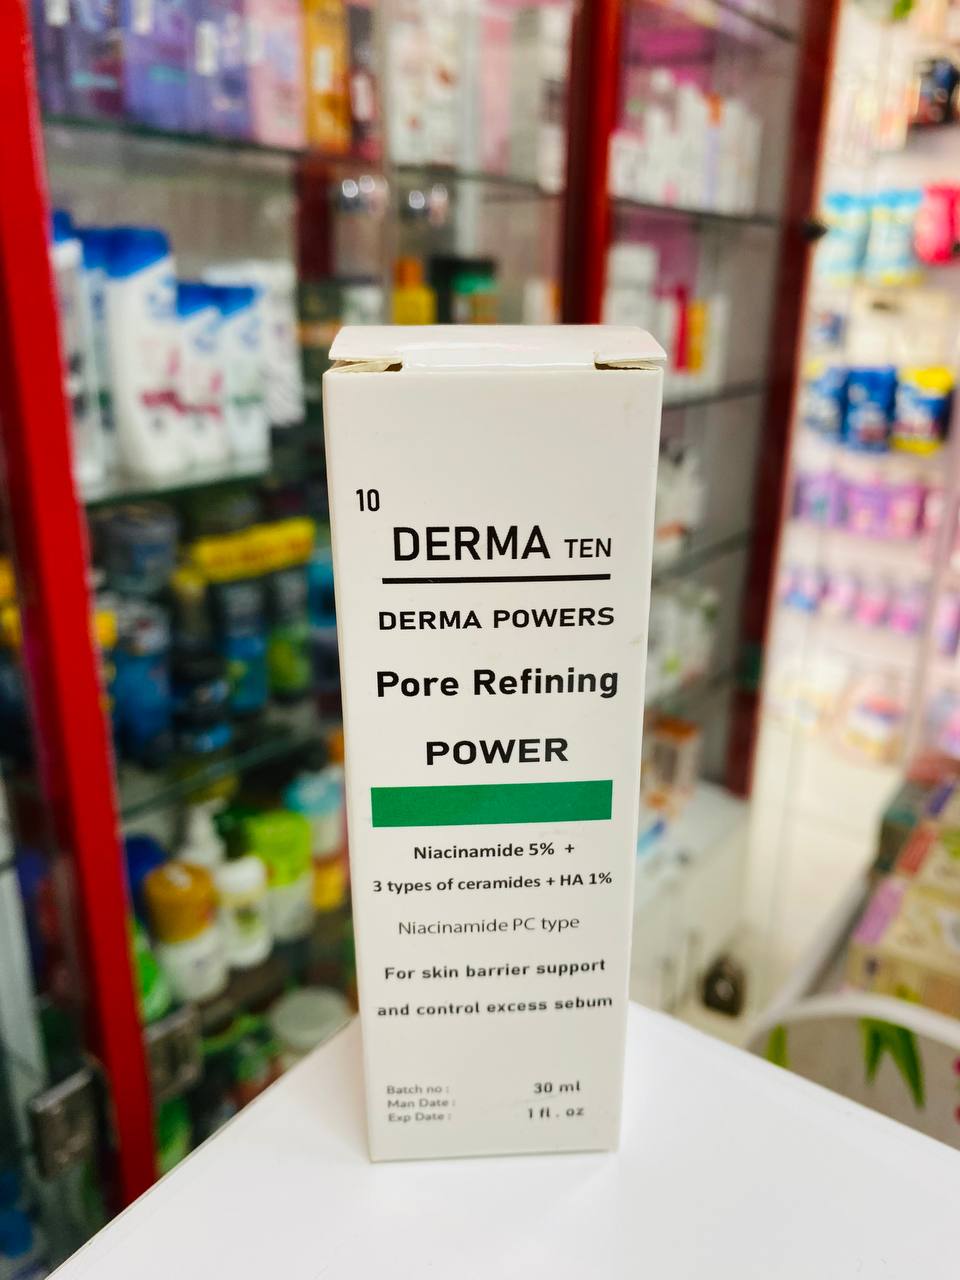 10
DERMA TEN
DERMA POWERS
Pore Refining
POWER
Niacinamide 5% +
3 types of ceramides + HA 1%
Niacinamide PC type
For skin barrier support
and control excess sebum
Batch no :
Man Date :
Exp Date :
30 ml
1 fl . oz